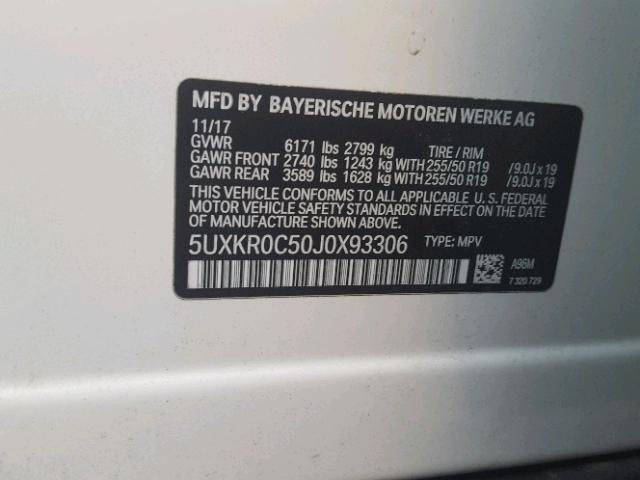 MFD BY BAYERISCHE MOTOREN WERKE AG
11/17
GVWR 6171 lbs 2799 kg TIRE / RIM
GAWR FRONT 2740 lbs 1243 kg WITH 255/50 R19 /9.0J x 19
GAWR REAR 3589 lbs 1628 kg WITH 255/50 R19 /9.0J x 19
THIS VEHICLE CONFORMS TO ALL APPLICABLE U. S. FEDERAL
MOTOR VEHICLE SAFETY STANDARDS IN EFFECT ON THE DATE
OF MANUFACTURE SHOWN ABOVE.
5UXKR0C50J0X93306 TYPE: MPV
A96M
7 320 729